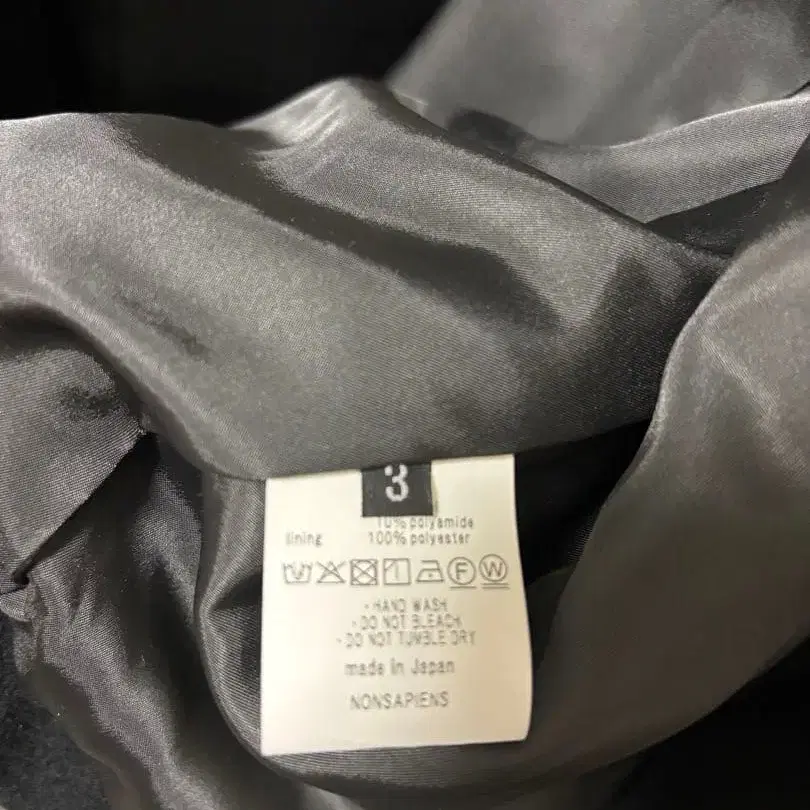 3
10% polyamide
lining 100% polyester
F W
· HAND WASH
· DO NOT BLEACH
· DO NOT TUMBLE DRY
made in Japan
NONSAPIENS